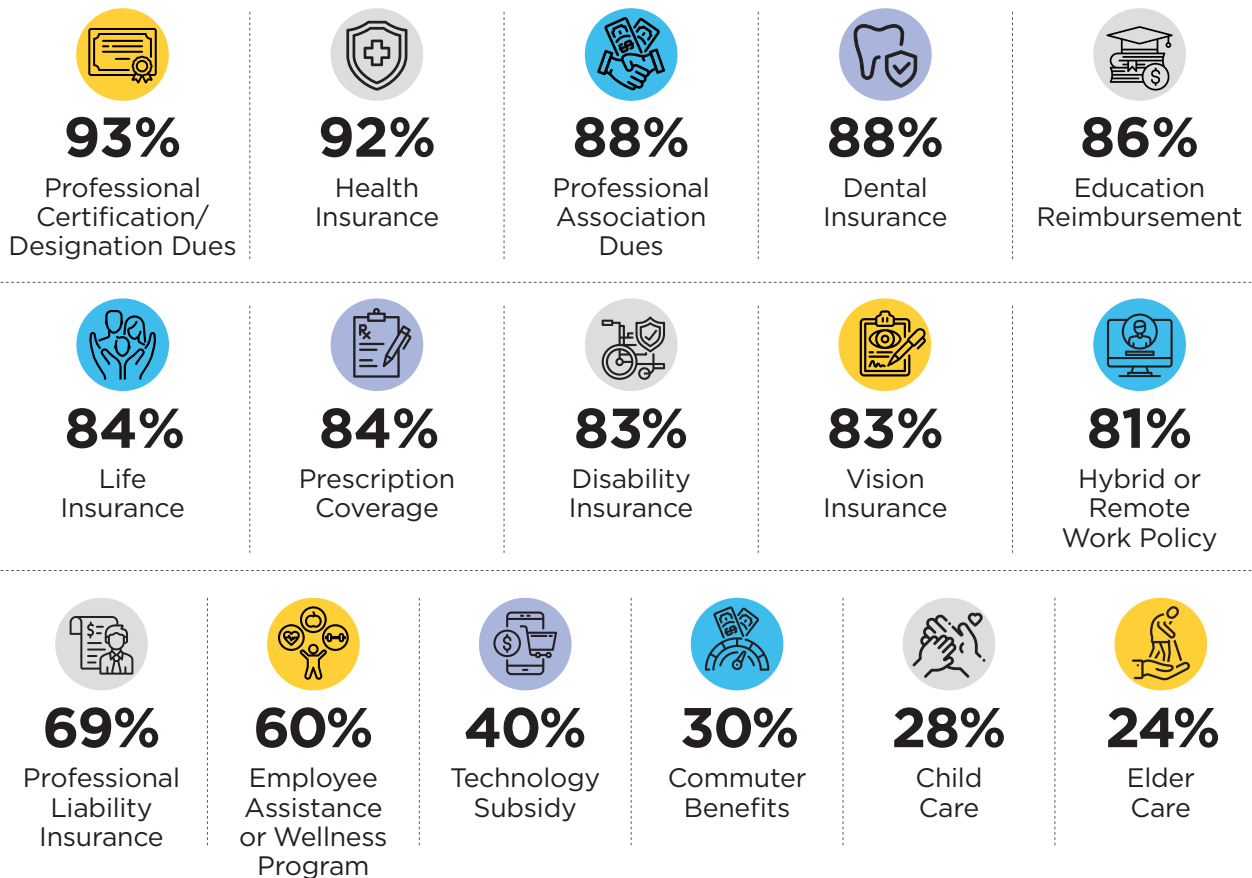 93%
Professional
Certification/
Designation Dues
92%
Health
Insurance
88%
Professional
Association
Dues
88%
Dental
Insurance
86%
Education
Reimbursement
84%
Life
Insurance
84%
Prescription
Coverage
83%
Disability
Insurance
83%
Vision
Insurance
81%
Hybrid or
Remote
Work Policy
69%
Professional
Liability
Insurance
60%
Employee
Assistance
or Wellness
Program
40%
Technology
Subsidy
30%
Commuter
Benefits
28%
Child
Care
24%
Elder
Care